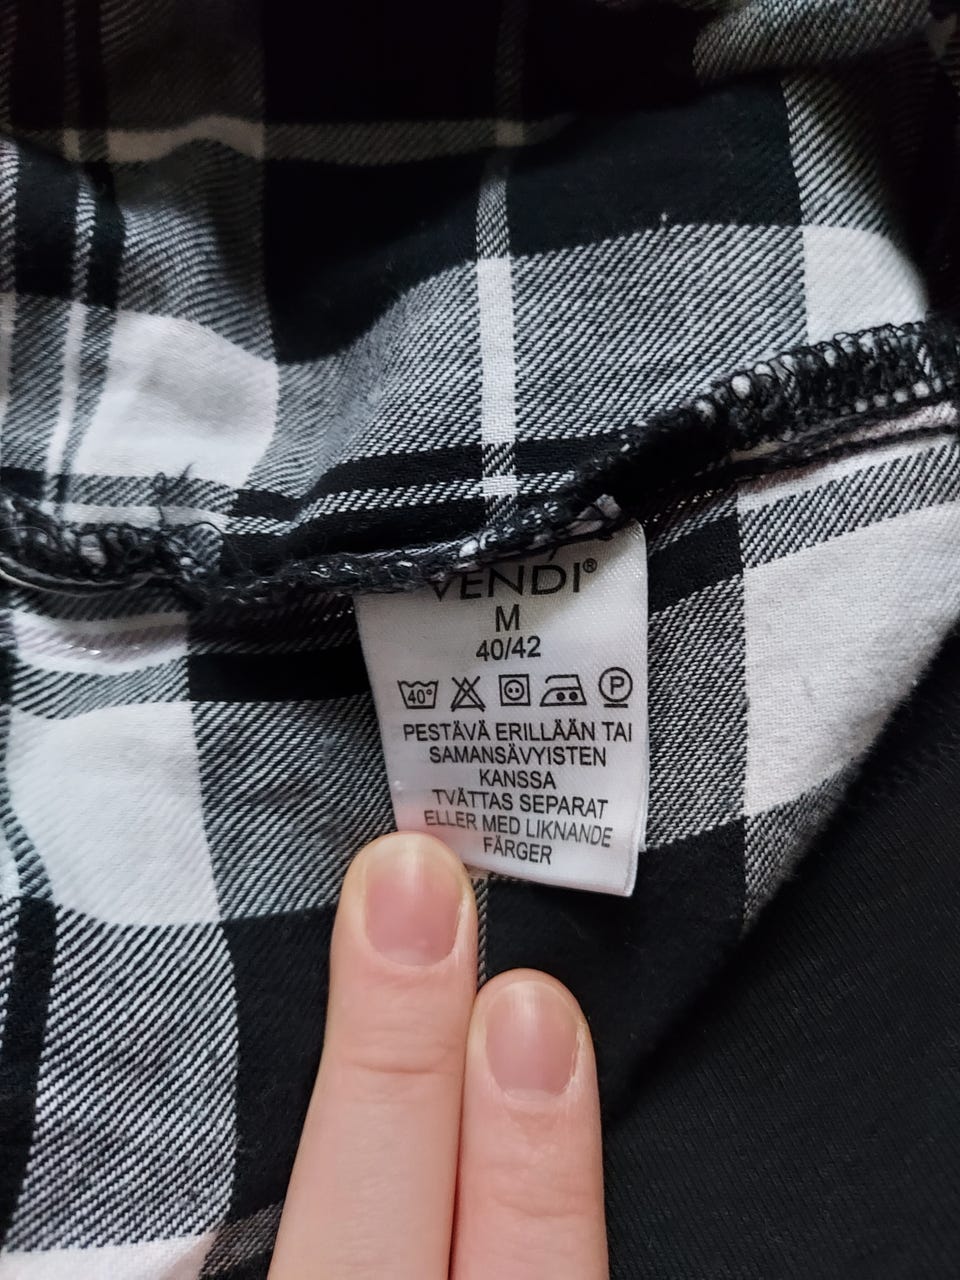 VENDI®
M
40/42
40°
P
PESTÄVÄ ERILLÄÄN TAI
SAMANSÄVYISTEN
KANSSA
TVÄTTAS SEPARAT
ELLER MED LIKNANDE
FÄRGER